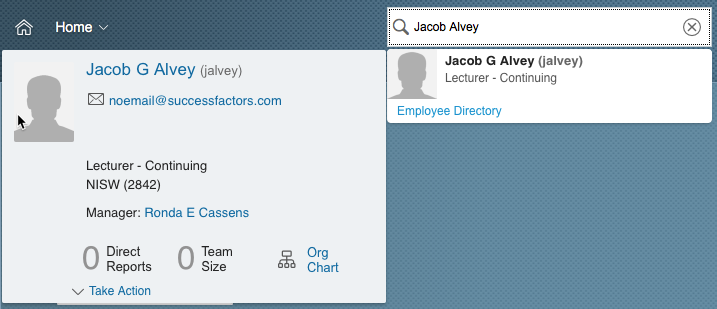 Home
Jacob Alvey
Jacob G Alvey (jalvey)
noemail@successfactors.com
Lecturer - Continuing
NISW (2842)
Manager: Ronda E Cassens
0 Direct Reports
0 Team Size
Org Chart
Take Action
Jacob G Alvey (jalvey)
Lecturer - Continuing
Employee Directory